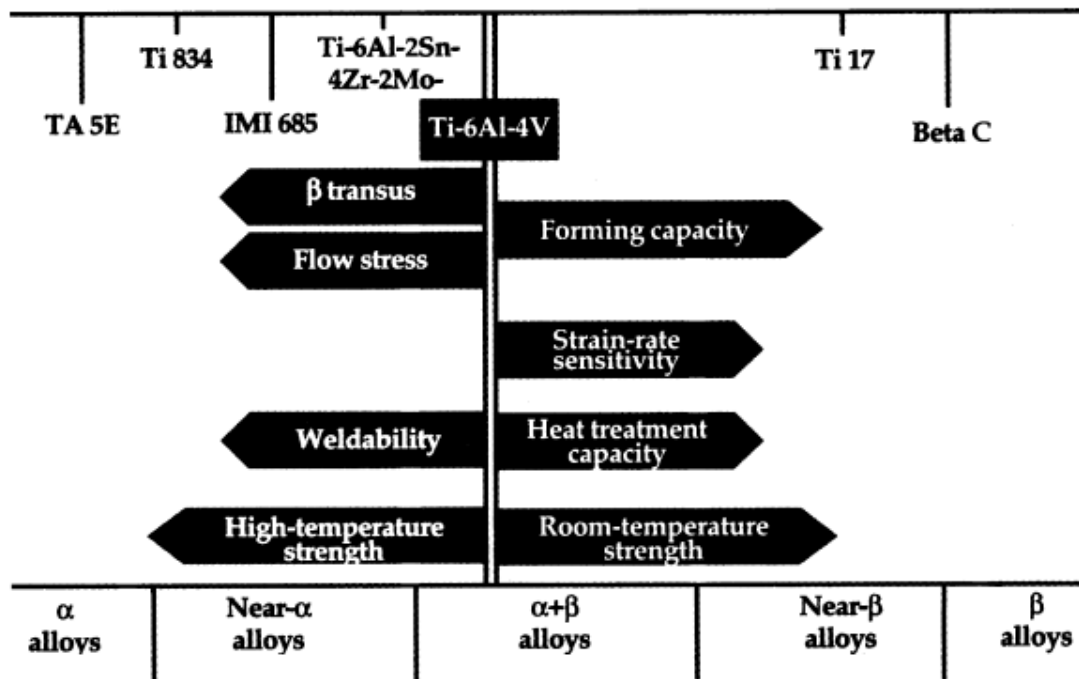 Ti 834
Ti-6Al-2Sn-
4Zr-2Mo-
Ti 17
TA 5E
IMI 685
Ti-6Al-4V
Beta C
β transus
Forming capacity
Flow stress
Strain-rate
sensitivity
Weldability
Heat treatment
capacity
High-temperature
strength
Room-temperature
strength
α
alloys
Near-α
alloys
α+β
alloys
Near-β
alloys
β
alloys